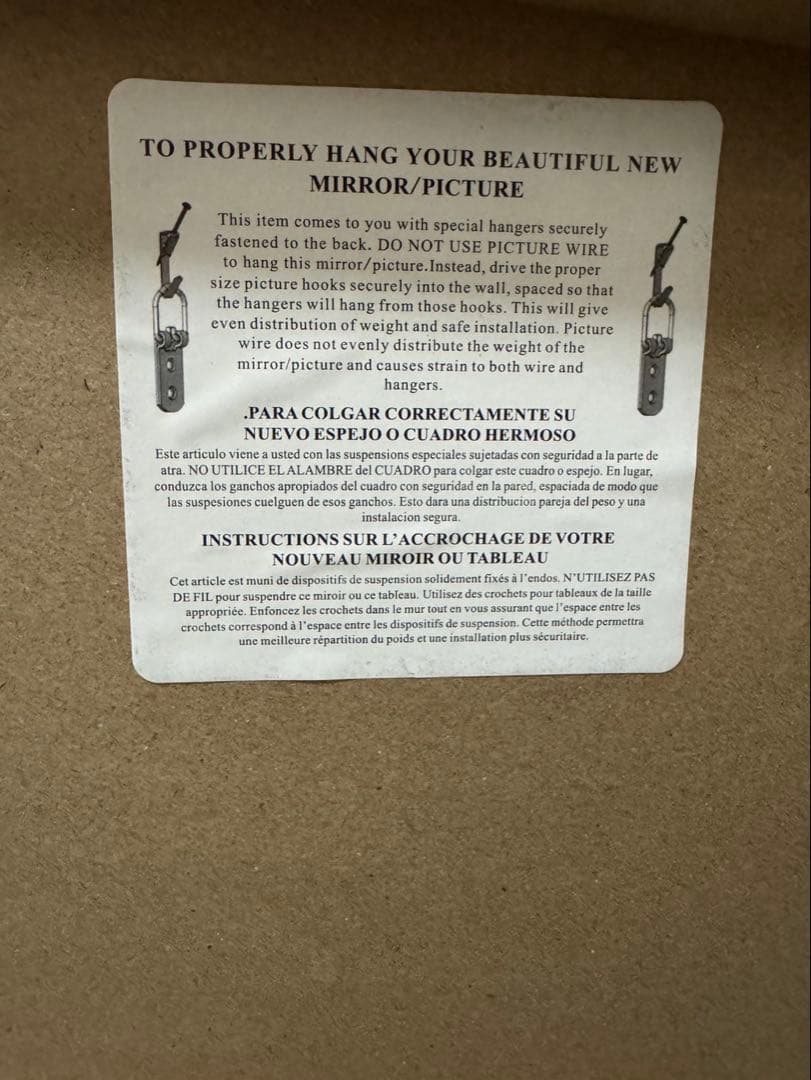 TO PROPERLY HANG YOUR BEAUTIFUL NEW
MIRROR/PICTURE
This item comes to you with special hangers securely
fastened to the back. DO NOT USE PICTURE WIRE
to hang this mirror/picture.Instead, drive the proper
size picture hooks securely into the wall, spaced so that
the hangers will hang from those hooks. This will give
even distribution of weight and safe installation. Picture
wire does not evenly distribute the weight of the
mirror/picture and causes strain to both wire and
hangers.
.PARA COLGAR CORRECTAMENTE SU
NUEVO ESPEJO O CUADRO HERMOSO
Este articulo viene a usted con las suspensions especiales sujetadas con seguridad a la parte de
atra. NO UTILICE EL ALAMBRE del CUADRO para colgar este cuadro o espejo. En lugar,
conduzca los ganchos apropiados del cuadro con seguridad en la pared, espaciada de modo que
las suspesiones cuelguen de esos ganchos. Esto dara una distribucion pareja del peso y una
instalacion segura.
INSTRUCTIONS SUR L'ACCROCHAGE DE VOTRE
NOUVEAU MIROIR OU TABLEAU
Cet article est muni de dispositifs de suspension solidement fixés à l'endos. N'UTILISEZ PAS
DE FIL pour suspendre ce miroir ou ce tableau. Utilisez des crochets pour tableaux de la taille
appropriée. Enfoncez les crochets dans le mur tout en vous assurant que l'espace entre les
crochets correspond à l'espace entre les dispositifs de suspension. Cette méthode permettra
une meilleure répartition du poids et une installation plus sécuritaire.